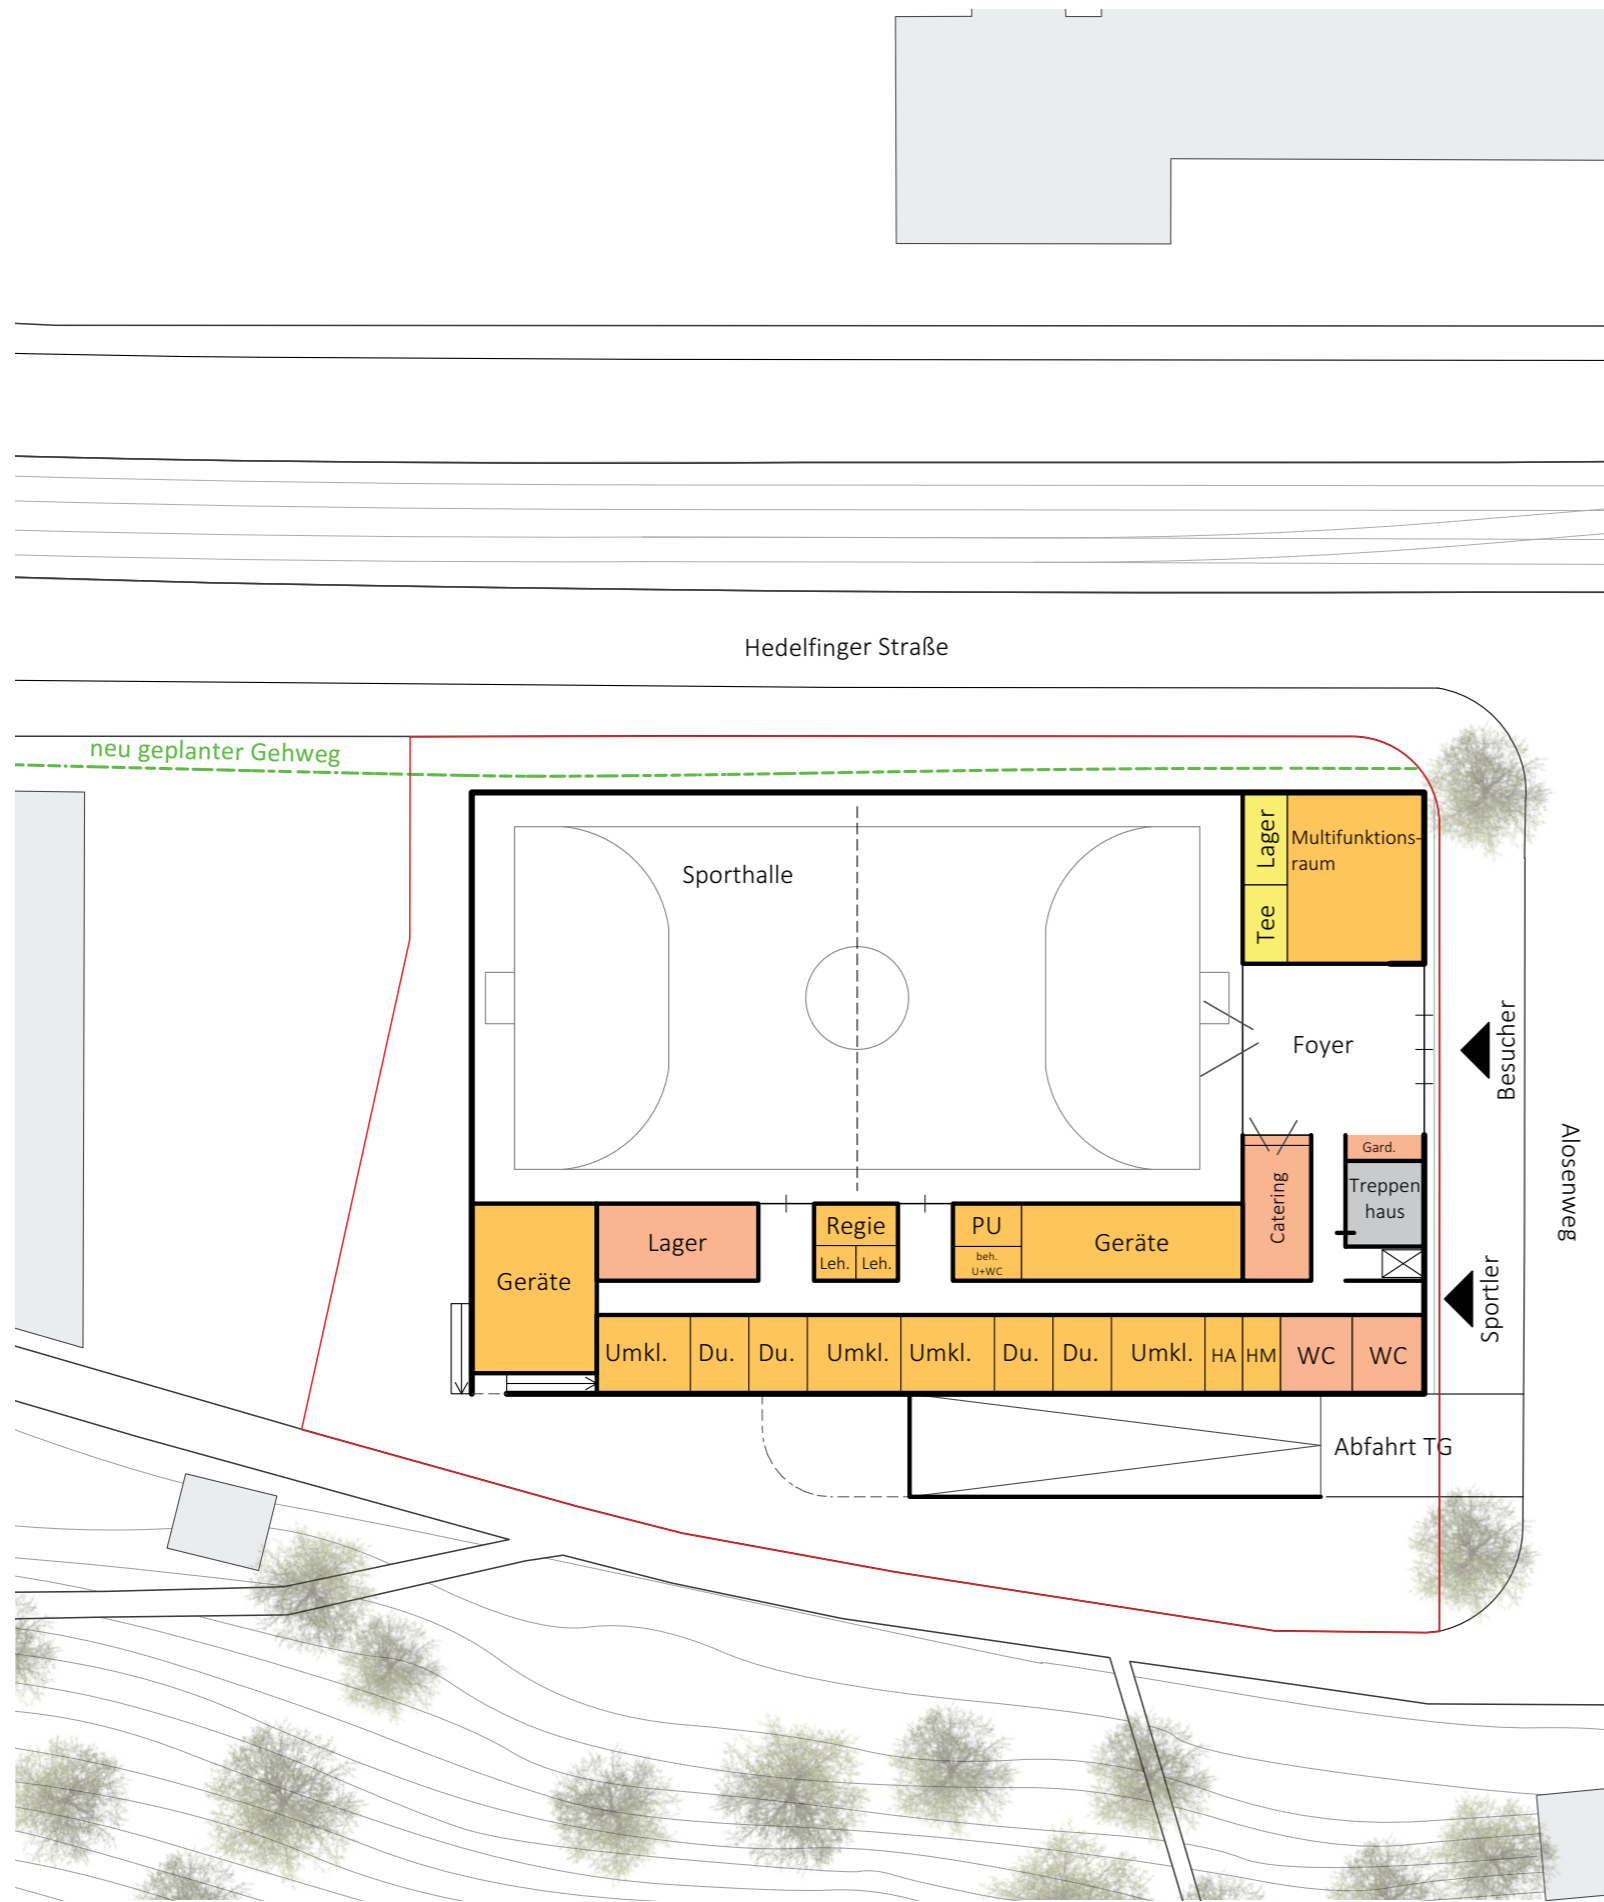 Hedelfinger Straße
neu geplanter Gehweg
Sporthalle
Lager
Multifunktions-
raum
Tee
Foyer
Besucher
Alosenweg
Gard.
Treppen
haus
Catering
Lager
Regie
Leh.
Leh.
PU
beh.
U+WC
Geräte
Geräte
Sportler
Umkl.
Du.
Du.
Umkl.
Umkl.
Du.
Du.
Umkl.
HA
HM
WC
WC
Abfahrt TG